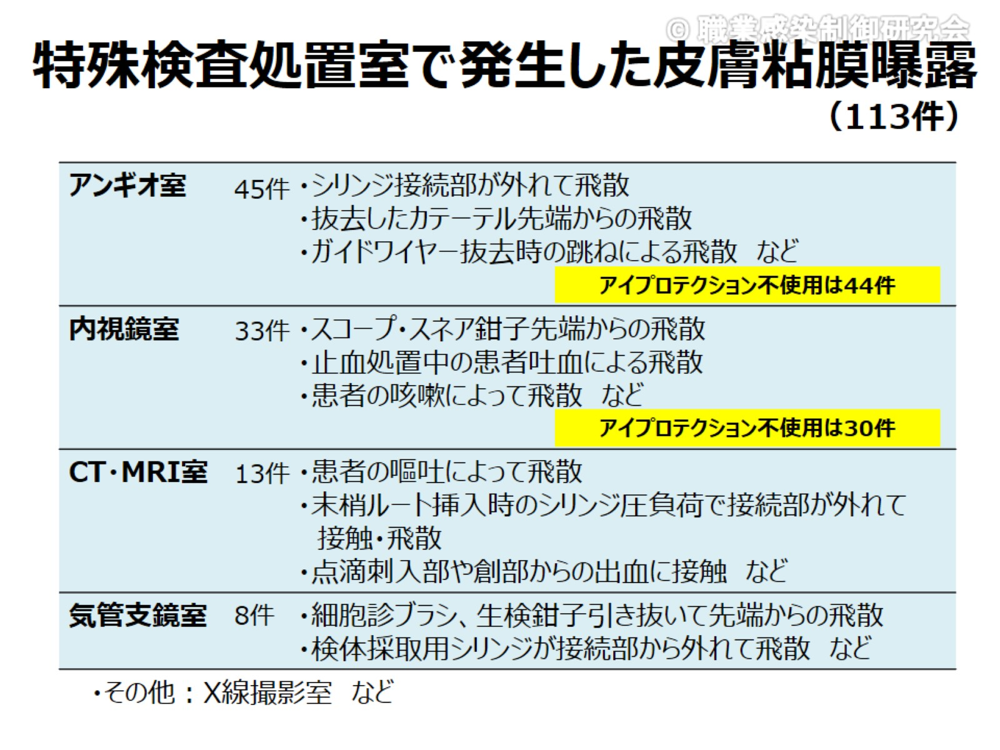 © 職業感染制御研究会
特殊検査処置室で発生した皮膚粘膜曝露
（113件）
アンギオ室 45件 ・シリンジ接続部が外れて飛散
・抜去したカテーテル先端からの飛散
・ガイドワイヤー抜去時の跳ねによる飛散 など
アイプロテクション不使用は44件
内視鏡室 33件 ・スコープ・スネア鉗子先端からの飛散
・止血処置中の患者吐血による飛散
・患者の咳嗽によって飛散 など
アイプロテクション不使用は30件
CT・MRI室 13件 ・患者の嘔吐によって飛散
・末梢ルート挿入時のシリンジ圧負荷で接続部が外れて
接触・飛散
・点滴刺入部や創部からの出血に接触 など
気管支鏡室 8件 ・細胞診ブラシ、生検鉗子引き抜いて先端からの飛散
・検体採取用シリンジが接続部から外れて飛散 など
・その他：X線撮影室 など